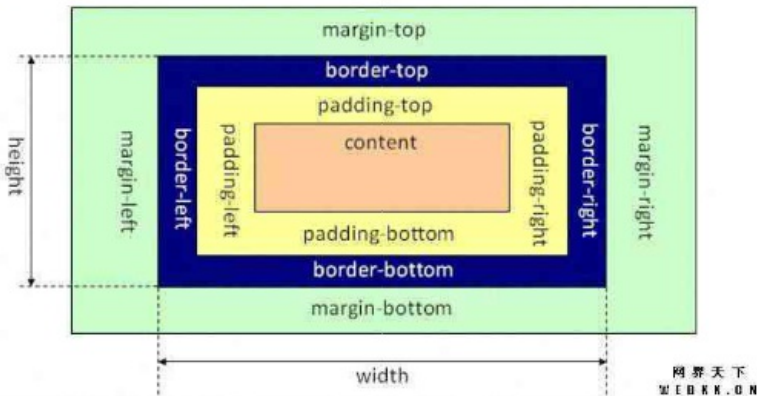 margin-top
border-top
padding-top
content
height
margin-left
border-left
padding-left
padding-right
border-right
margin-right
padding-bottom
border-bottom
margin-bottom
width
网界天下
WEDKK.CN